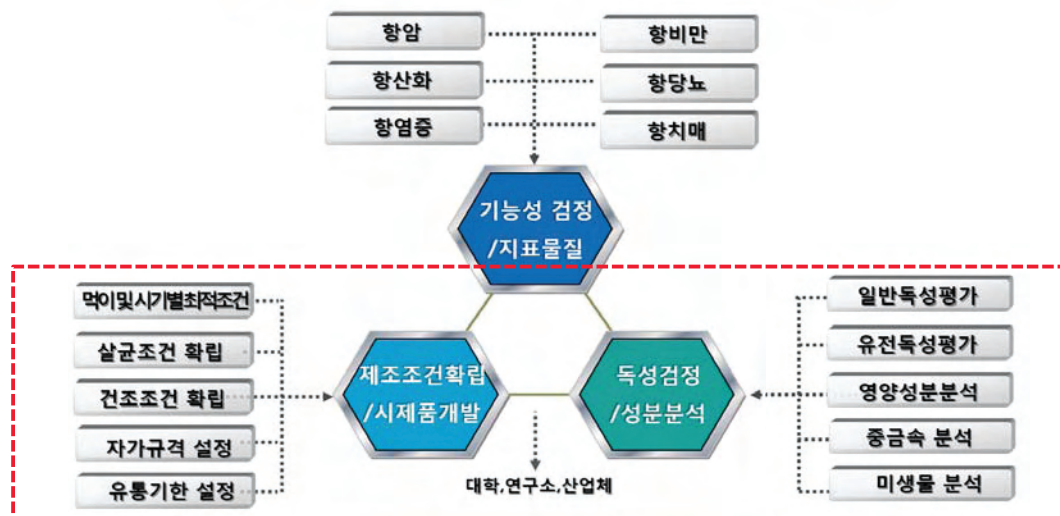 항암
항비만
항산화
항당뇨
항염증
항치매
기능성 검정
/지표물질
먹이및시기별최적조건
살균조건 확립
건조조건 확립
자가규격 설정
유통기한 설정
제조조건확립
/시제품개발
독성검정
/성분분석
일반독성평가
유전독성평가
영양성분분석
중금속 분석
미생물 분석
대학,연구소,산업체